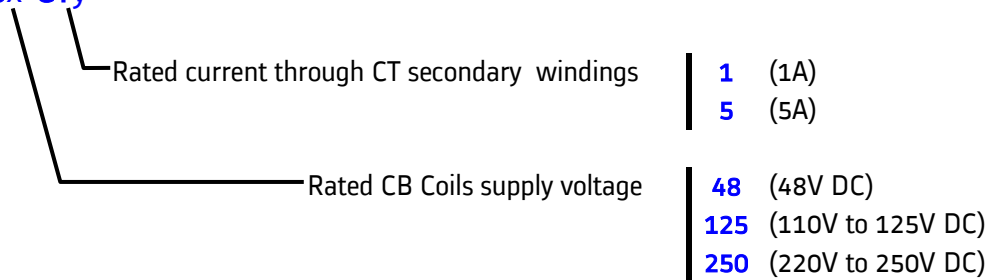 Rated current through CT secondary windings 1 (1A)
5 (5A)
Rated CB Coils supply voltage 48 (48V DC)
125 (110V to 125V DC)
250 (220V to 250V DC)